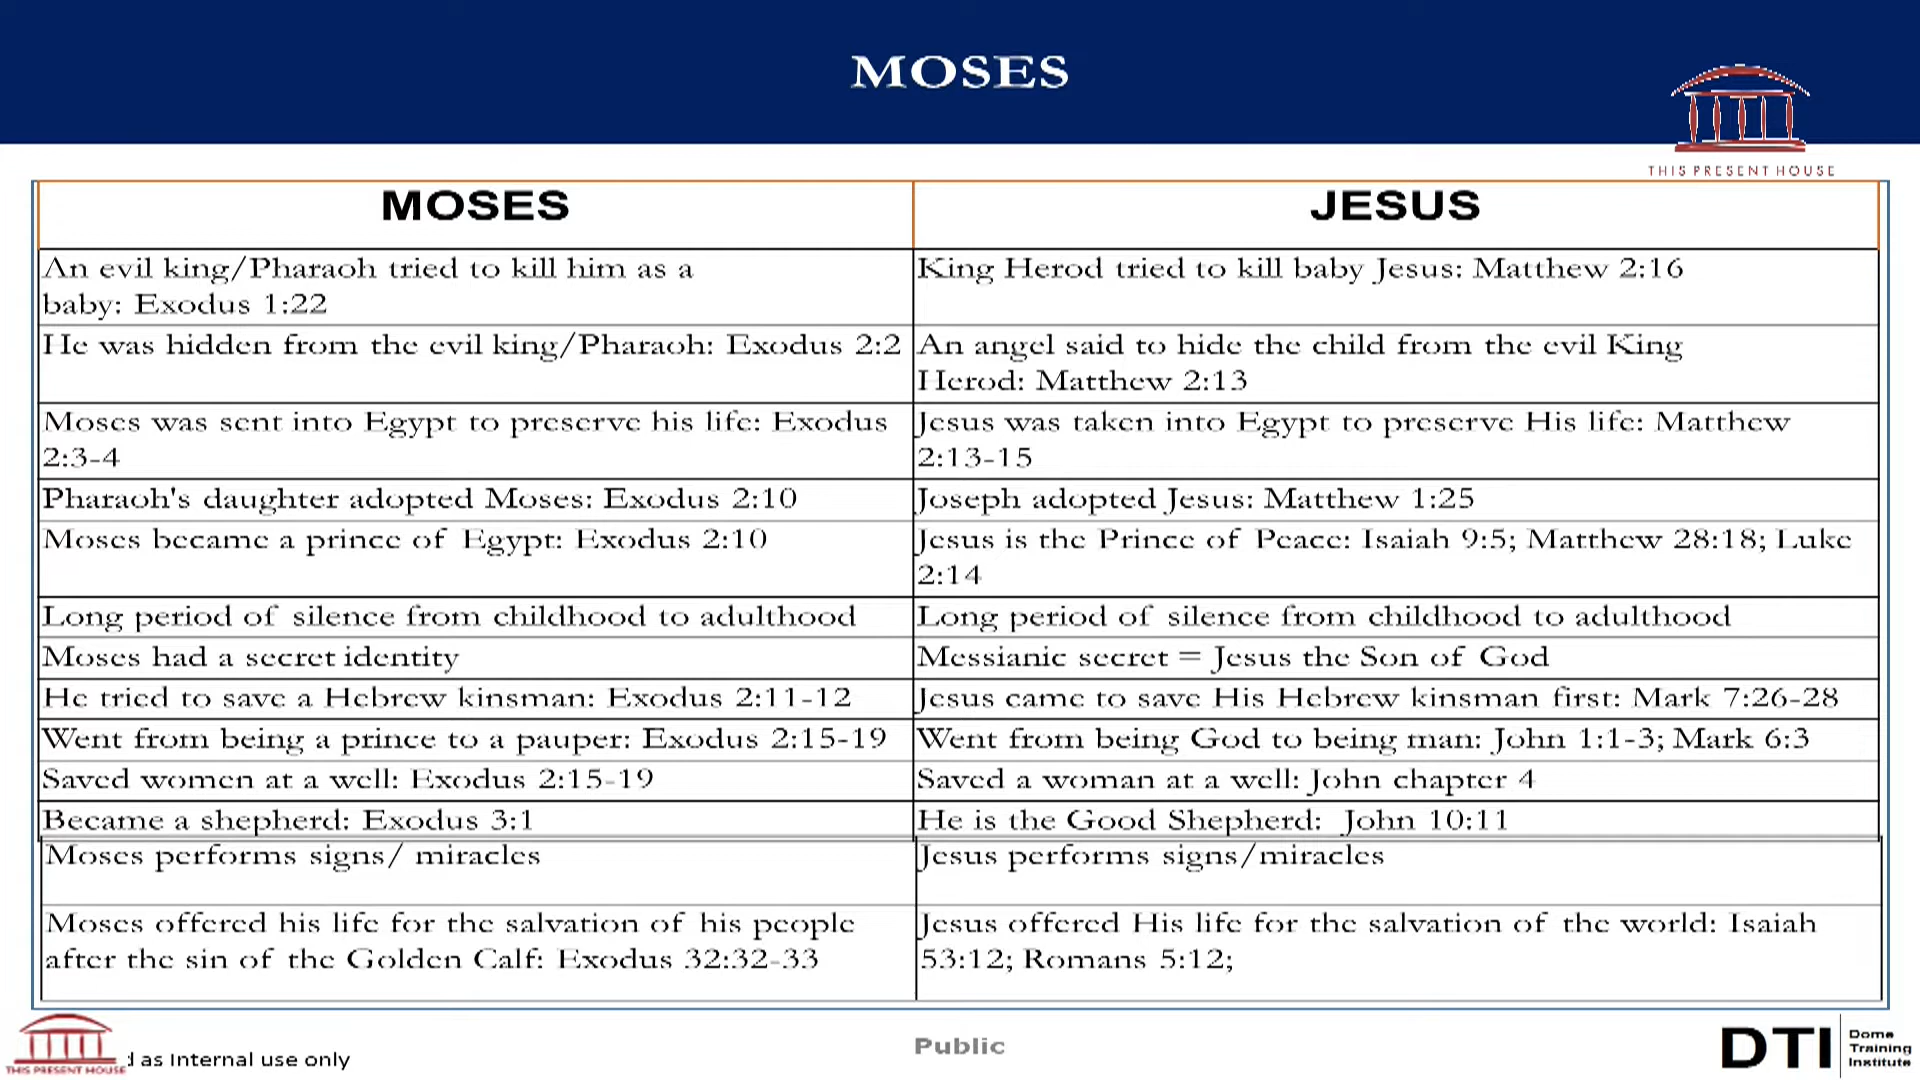 MOSES
THIS PRESENT HOUSE
MOSES
JESUS
An evil king/Pharaoh tried to kill him as a
baby: Exodus 1:22
King Herod tried to kill baby Jesus: Matthew 2:16
He was hidden from the evil king/Pharaoh: Exodus 2:2
An angel said to hide the child from the evil King
Herod: Matthew 2:13
Moses was sent into Egypt to preserve his life: Exodus
2:3-4
Jesus was taken into Egypt to preserve His life: Matthew
2:13-15
Pharaoh's daughter adopted Moses: Exodus 2:10
Joseph adopted Jesus: Matthew 1:25
Moses became a prince of Egypt: Exodus 2:10
Jesus is the Prince of Peace: Isaiah 9:5; Matthew 28:18; Luke
2:14
Long period of silence from childhood to adulthood
Long period of silence from childhood to adulthood
Moses had a secret identity
Messianic secret = Jesus the Son of God
He tried to save a Hebrew kinsman: Exodus 2:11-12
Jesus came to save His Hebrew kinsman first: Mark 7:26-28
Went from being a prince to a pauper: Exodus 2:15-19
Went from being God to being man: John 1:1-3; Mark 6:3
Saved women at a well: Exodus 2:15-19
Saved a woman at a well: John chapter 4
Became a shepherd: Exodus 3:1
He is the Good Shepherd: John 10:11
Moses performs signs/ miracles
Jesus performs signs/miracles
Moses offered his life for the salvation of his people
after the sin of the Golden Calf: Exodus 32:32-33
Jesus offered His life for the salvation of the world: Isaiah
53:12; Romans 5:12;
THIS PRESENT HOUSE
d as Internal use only
Public
DTI
Dome
Training
Institute